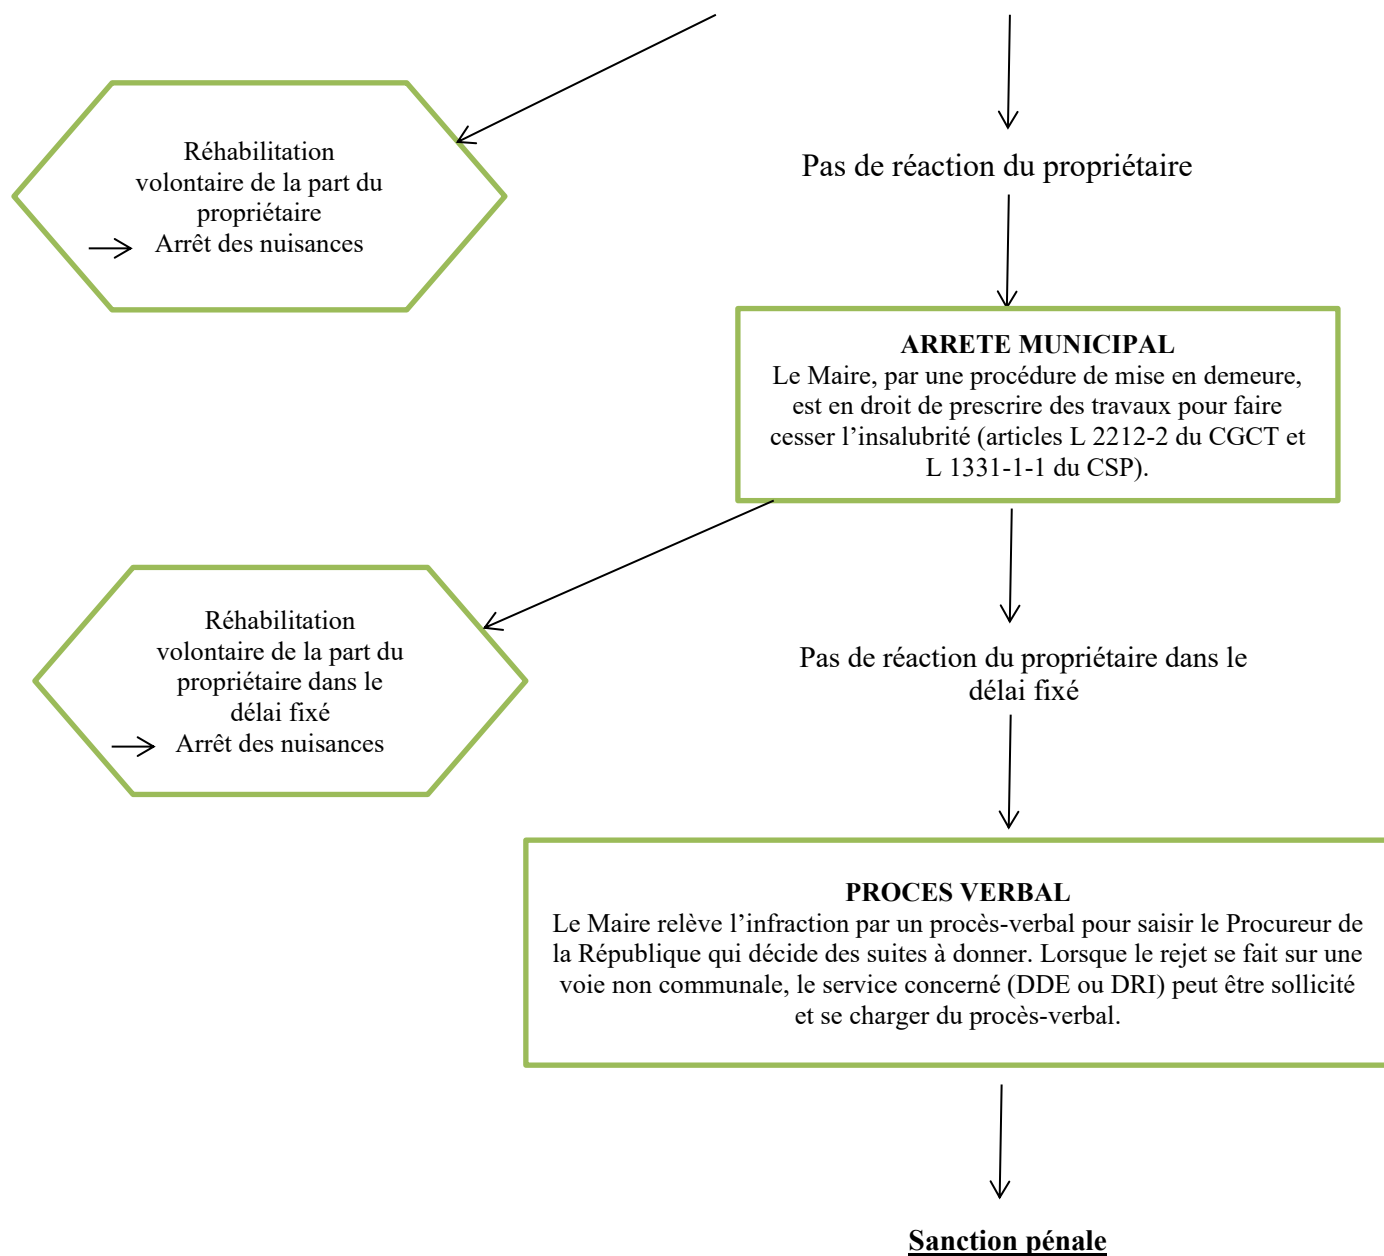 Réhabilitation
volontaire de la part du
propriétaire
Arrêt des nuisances
Pas de réaction du propriétaire
ARRETE MUNICIPAL
Le Maire, par une procédure de mise en demeure,
est en droit de prescrire des travaux pour faire
cesser l’insalubrité (articles L 2212-2 du CGCT et
L 1331-1-1 du CSP).
Réhabilitation
volontaire de la part du
propriétaire dans le
délai fixé
Arrêt des nuisances
Pas de réaction du propriétaire dans le
délai fixé
PROCES VERBAL
Le Maire relève l’infraction par un procès-verbal pour saisir le Procureur de
la République qui décide des suites à donner. Lorsque le rejet se fait sur une
voie non communale, le service concerné (DDE ou DRI) peut être sollicité
et se charger du procès-verbal.
Sanction pénale